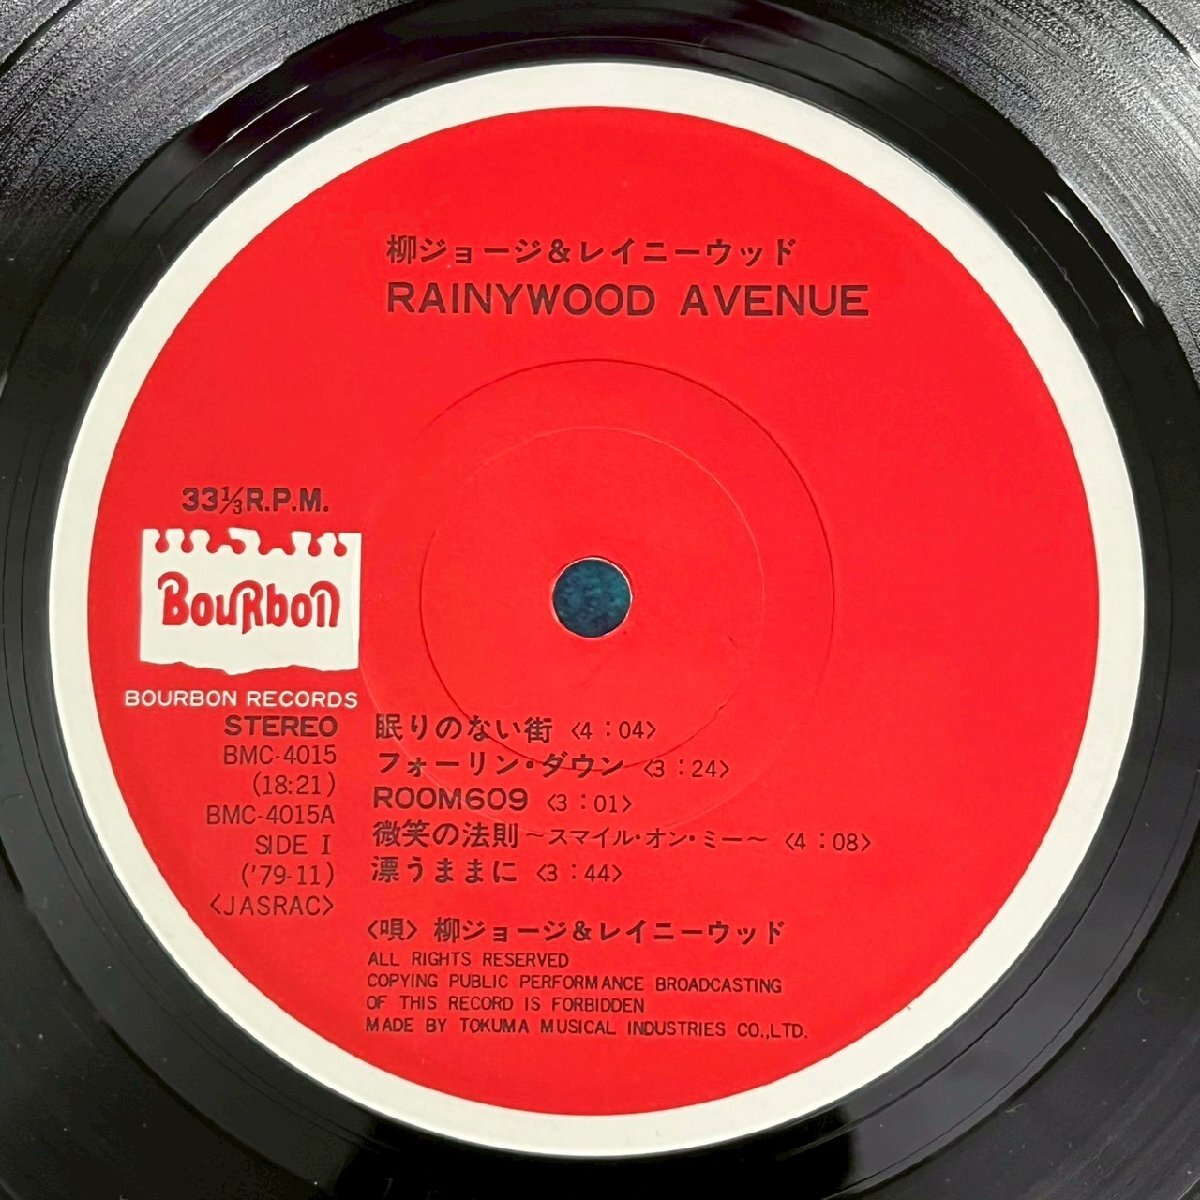 柳ジョージ&レイニーウッド
RAINYWOOD AVENUE
33⅓R.P.M.
BouRbon
BOURBON RECORDS
STEREO
BMC-4015
(18:21)
BMC-4015A
SIDE I
('79-11)
<JASRAC>
眠りのない街 <4:04>
フォーリン・ダウン <3:24>
ROOM609 <3:01>
微笑の法則~スマイル・オン・ミー~ <4:08>
漂うままに <3:44>
<唄> 柳ジョージ&レイニーウッド
ALL RIGHTS RESERVED
COPYING PUBLIC PERFORMANCE BROADCASTING
OF THIS RECORD IS FORBIDDEN
MADE BY TOKUMA MUSICAL INDUSTRIES CO.,LTD.